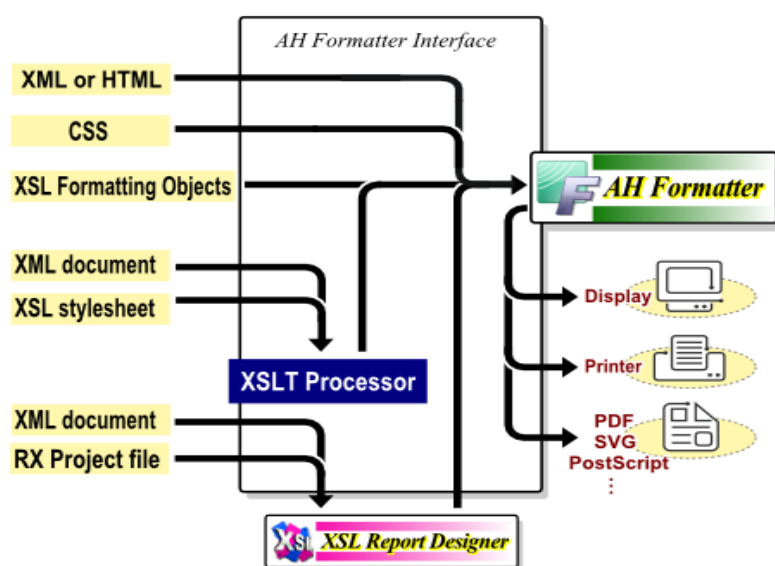 AH Formatter Interface
XML or HTML
CSS
XSL Formatting Objects
F AH Formatter
XML document
XSL stylesheet
Display
XSLT Processor
Printer
XML document
RX Project file
PDF
SVG
PostScript
⋮
XSL XSL Report Designer